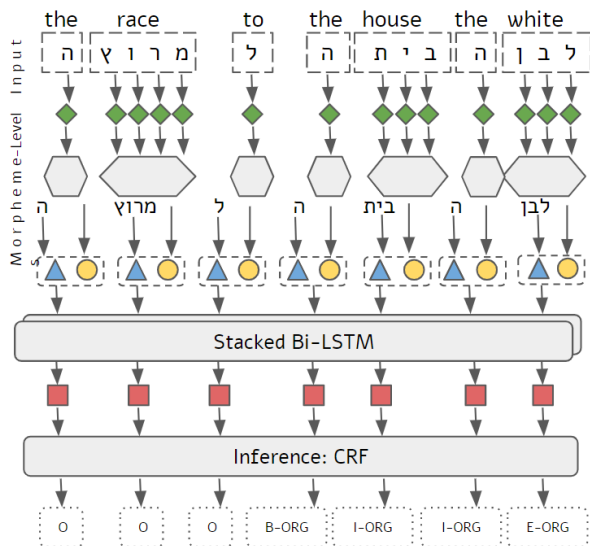 the race to the house the white
ה מ ר ו ץ ל ה ב י ת ה ל ב ן
Morpheme-Level Input
s
ה מרוץ ל ה בית ה לבן
Stacked Bi-LSTM
Inference: CRF
O O O B-ORG I-ORG I-ORG E-ORG